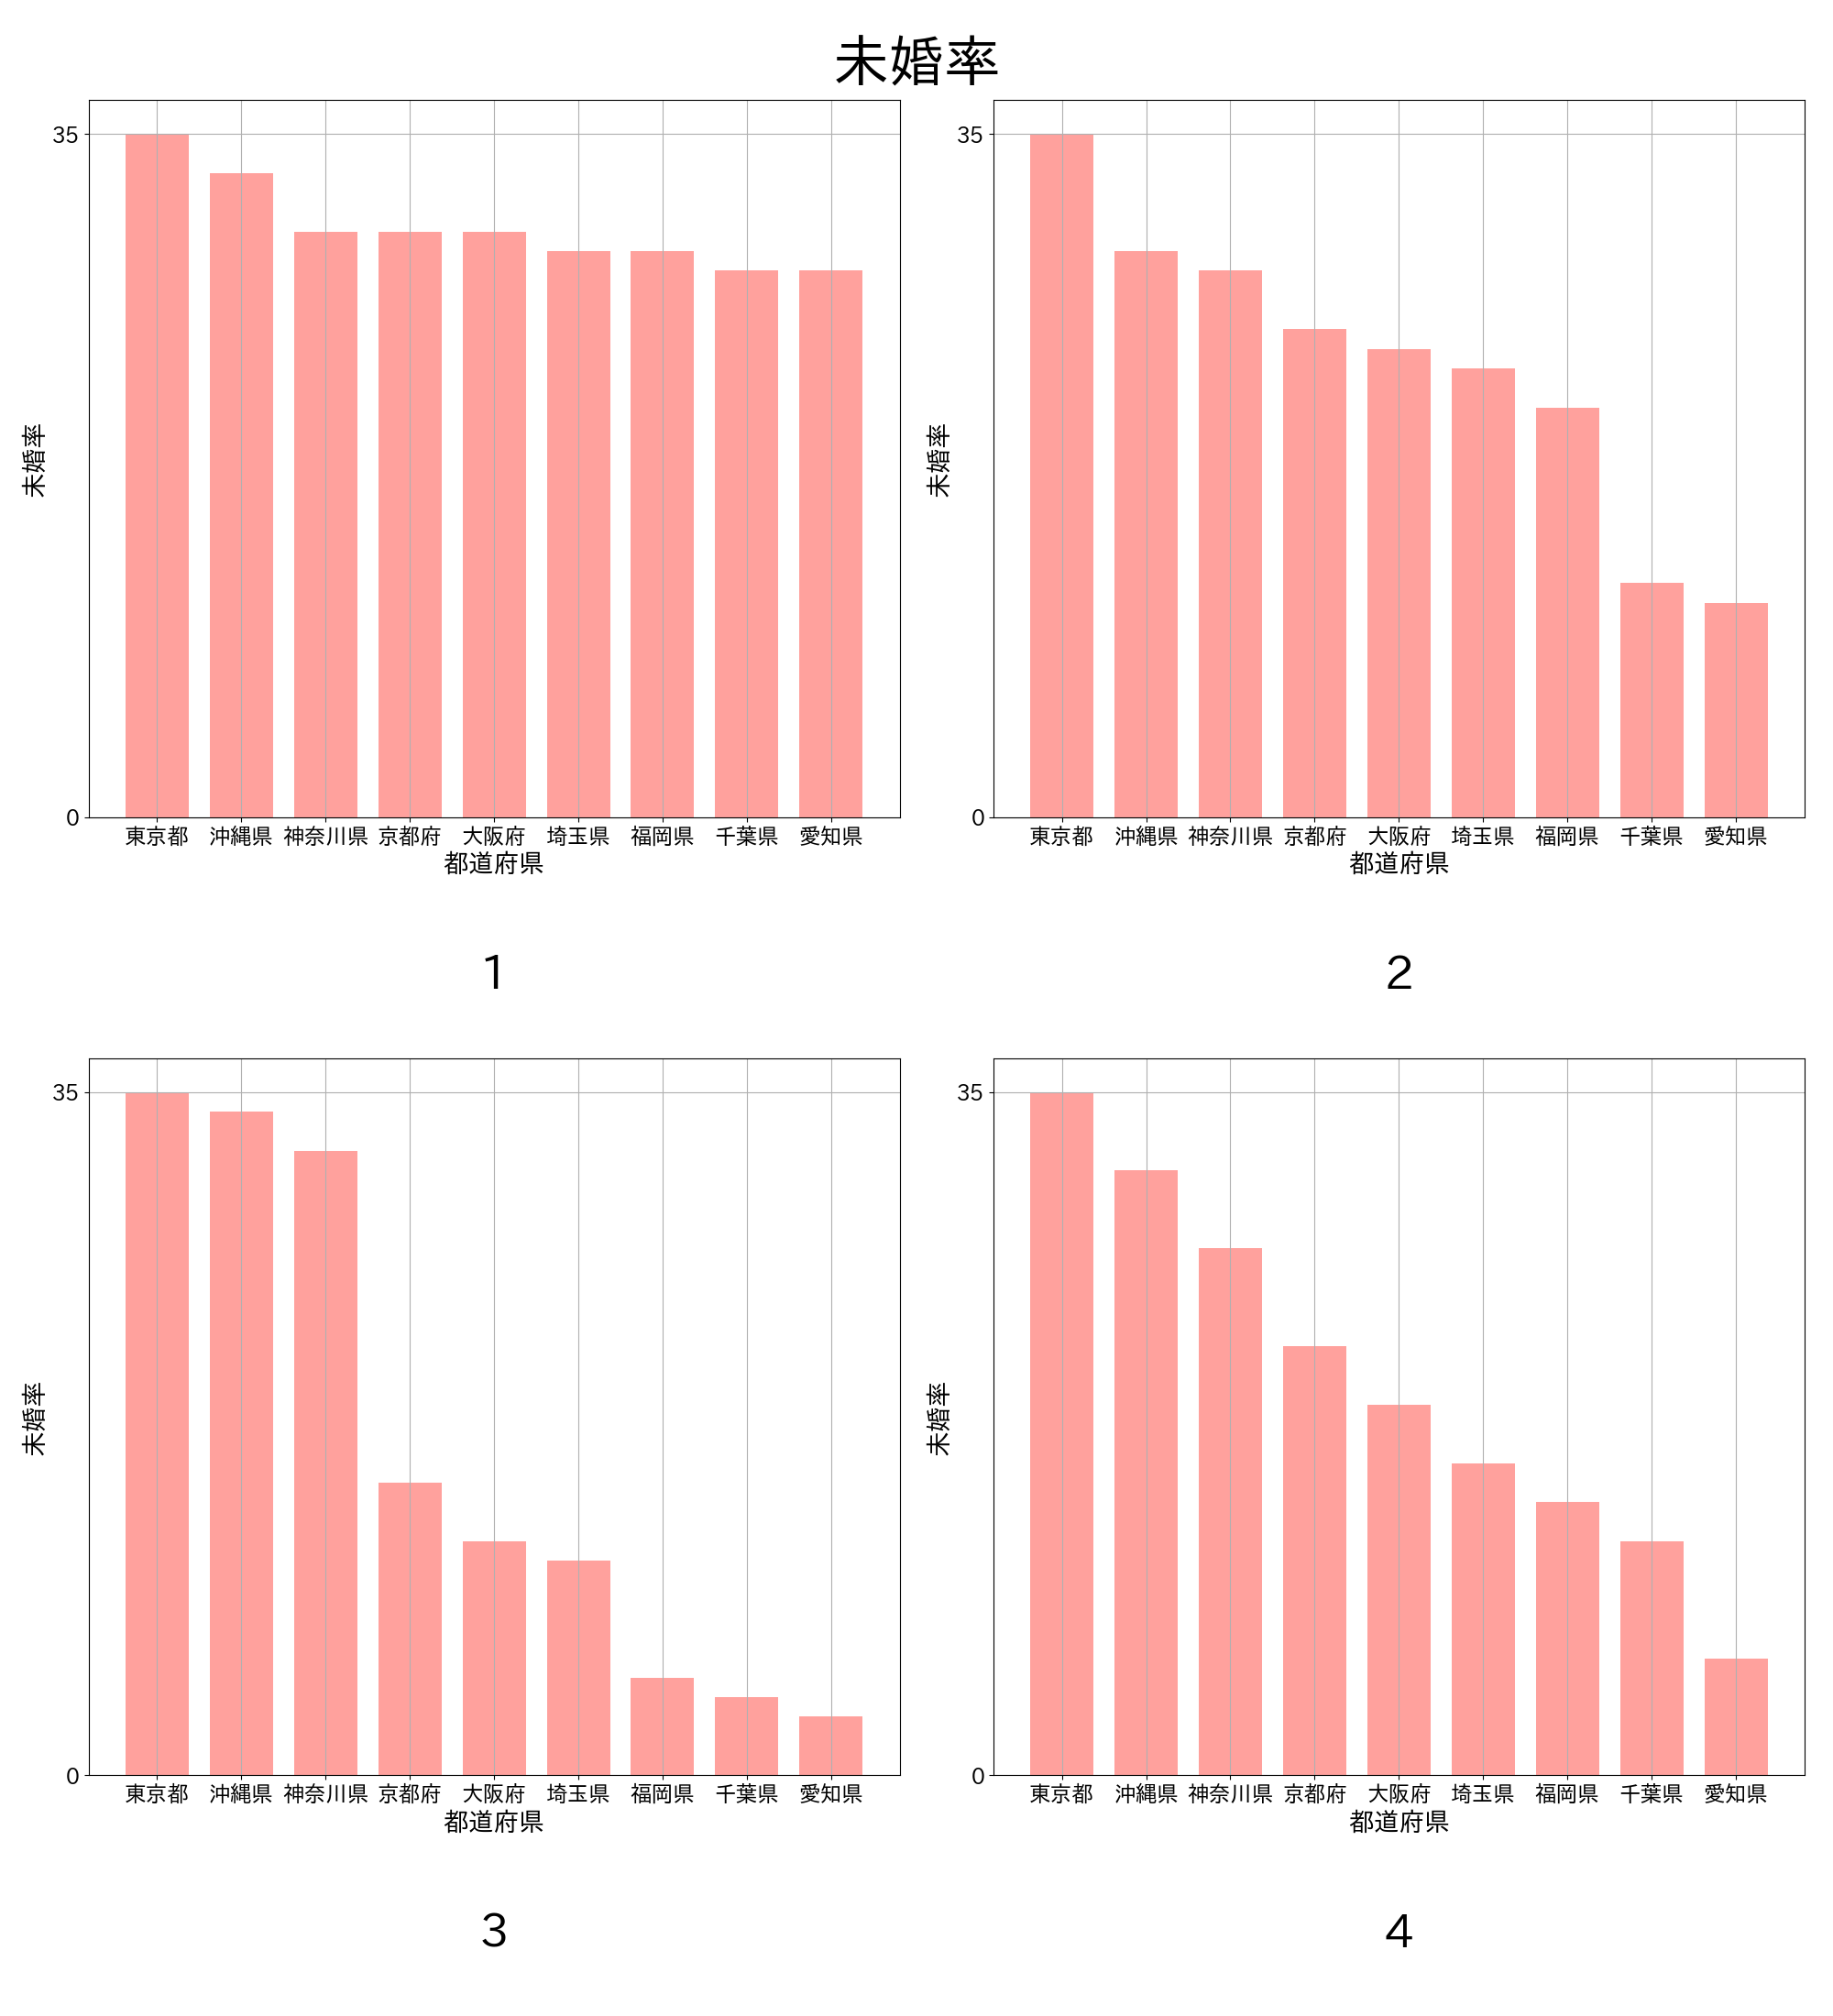 未婚率
35
0
未婚率
東京都 沖縄県 神奈川県 京都府 大阪府 埼玉県 福岡県 千葉県 愛知県
都道府県
1
35
0
未婚率
東京都 沖縄県 神奈川県 京都府 大阪府 埼玉県 福岡県 千葉県 愛知県
都道府県
2
35
0
未婚率
東京都 沖縄県 神奈川県 京都府 大阪府 埼玉県 福岡県 千葉県 愛知県
都道府県
3
35
0
未婚率
東京都 沖縄県 神奈川県 京都府 大阪府 埼玉県 福岡県 千葉県 愛知県
都道府県
4